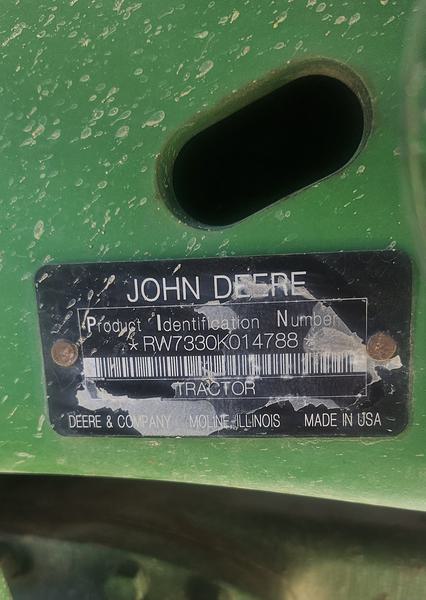 JOHN DEERE
Product Identification Number
*RW7330K014788*
TRACTOR
DEERE & COMPANY MOLINE, ILLINOIS MADE IN USA